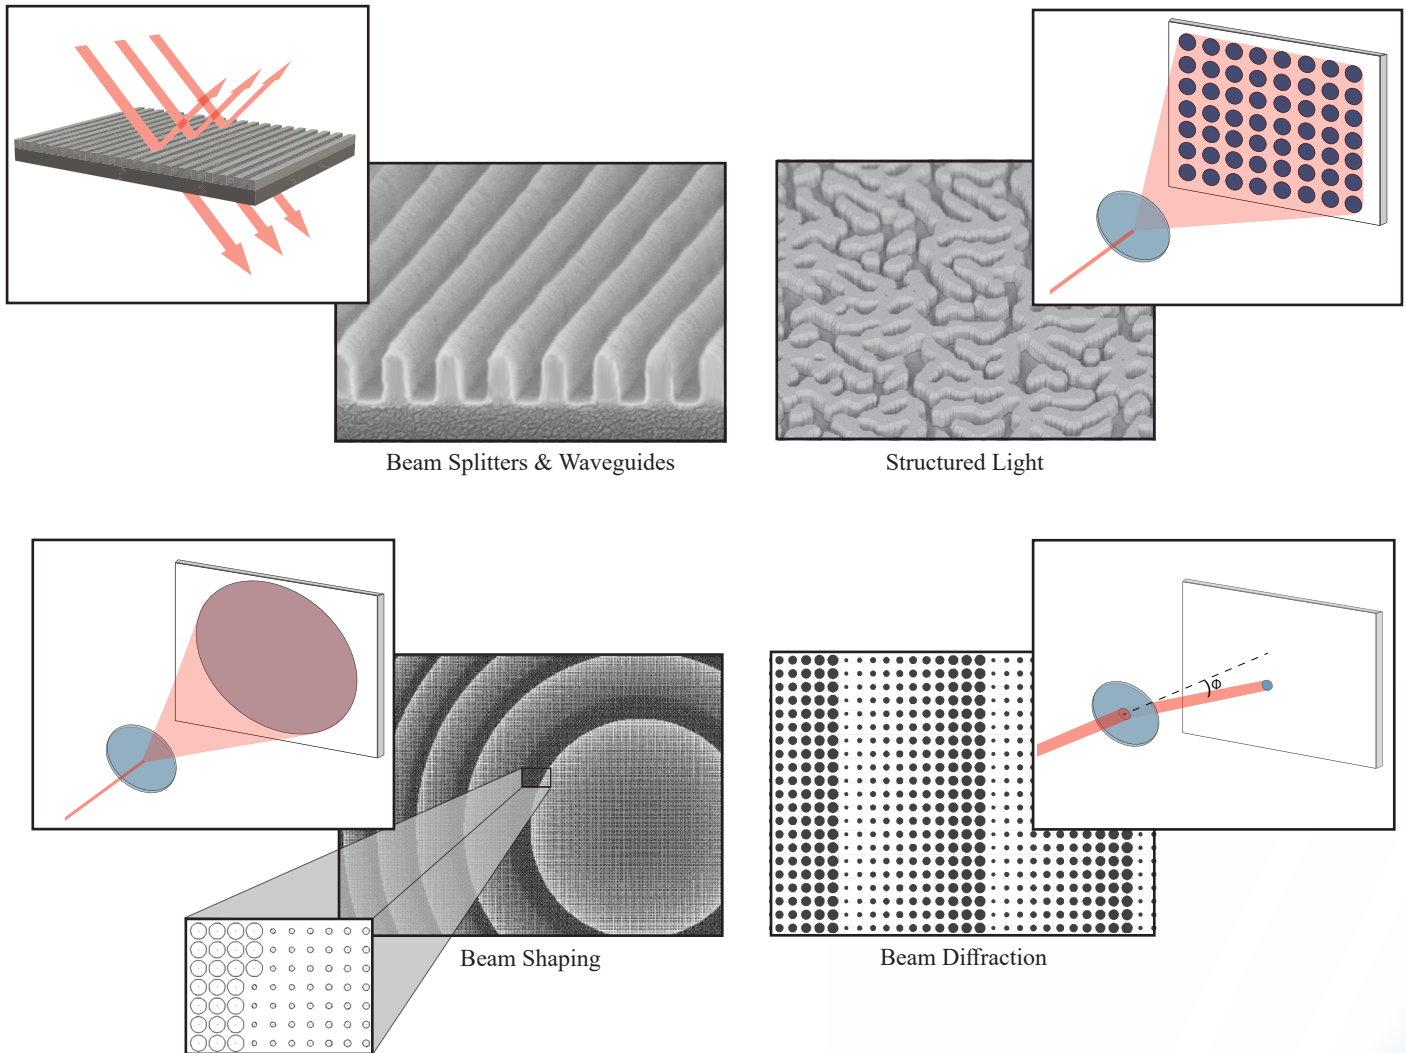 Beam Splitters & Waveguides
Structured Light
Φ
Beam Shaping
Beam Diffraction